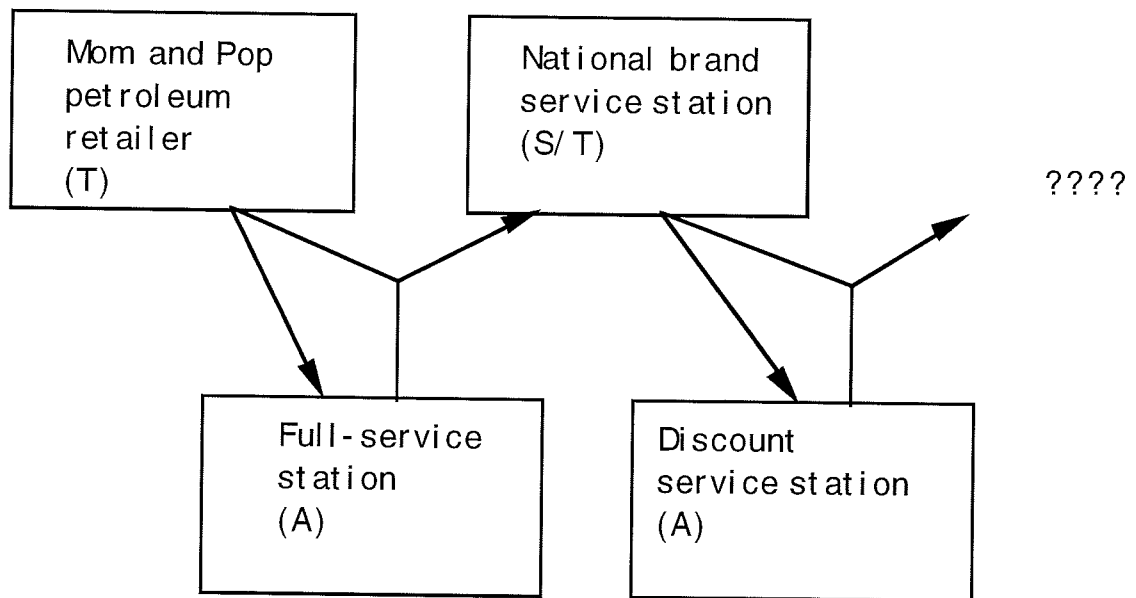 Mom and Pop
petroleum
retailer
(T)
National brand
service station
(S/T)
????
Full-service
station
(A)
Discount
service station
(A)